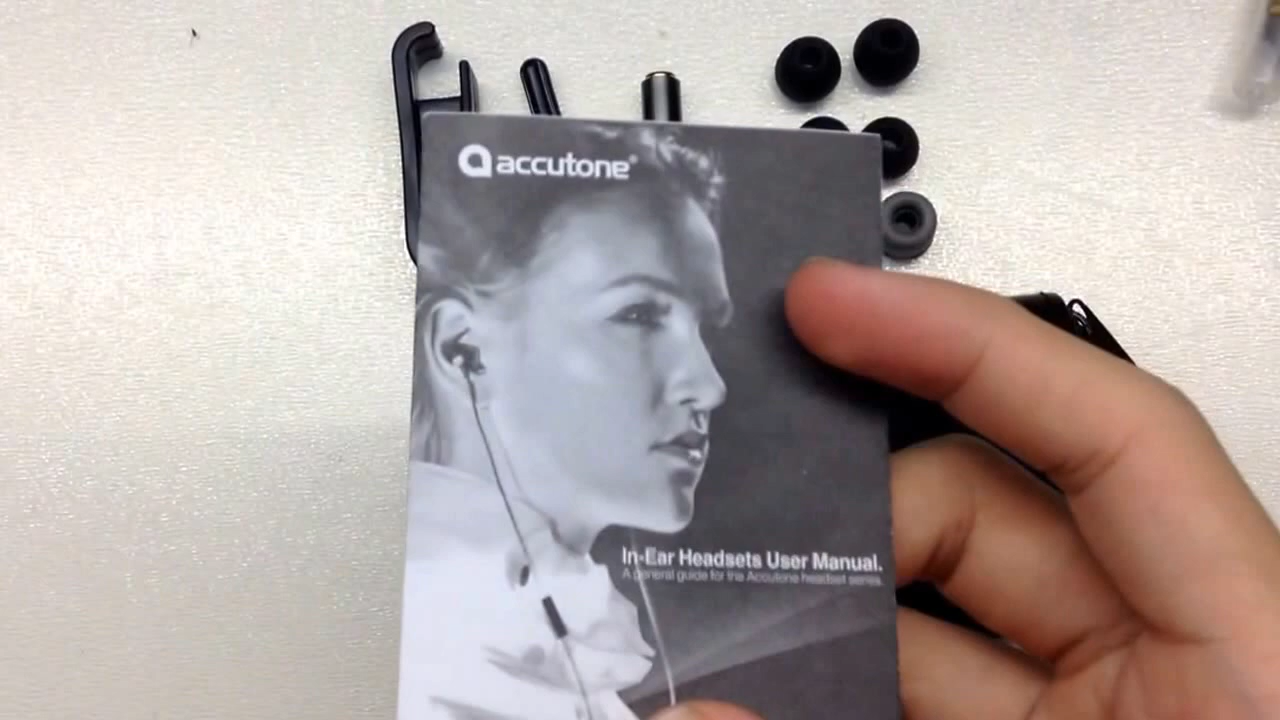 accutone®
In-Ear Headsets User Manual.
A general guide for the Accutone headset series.